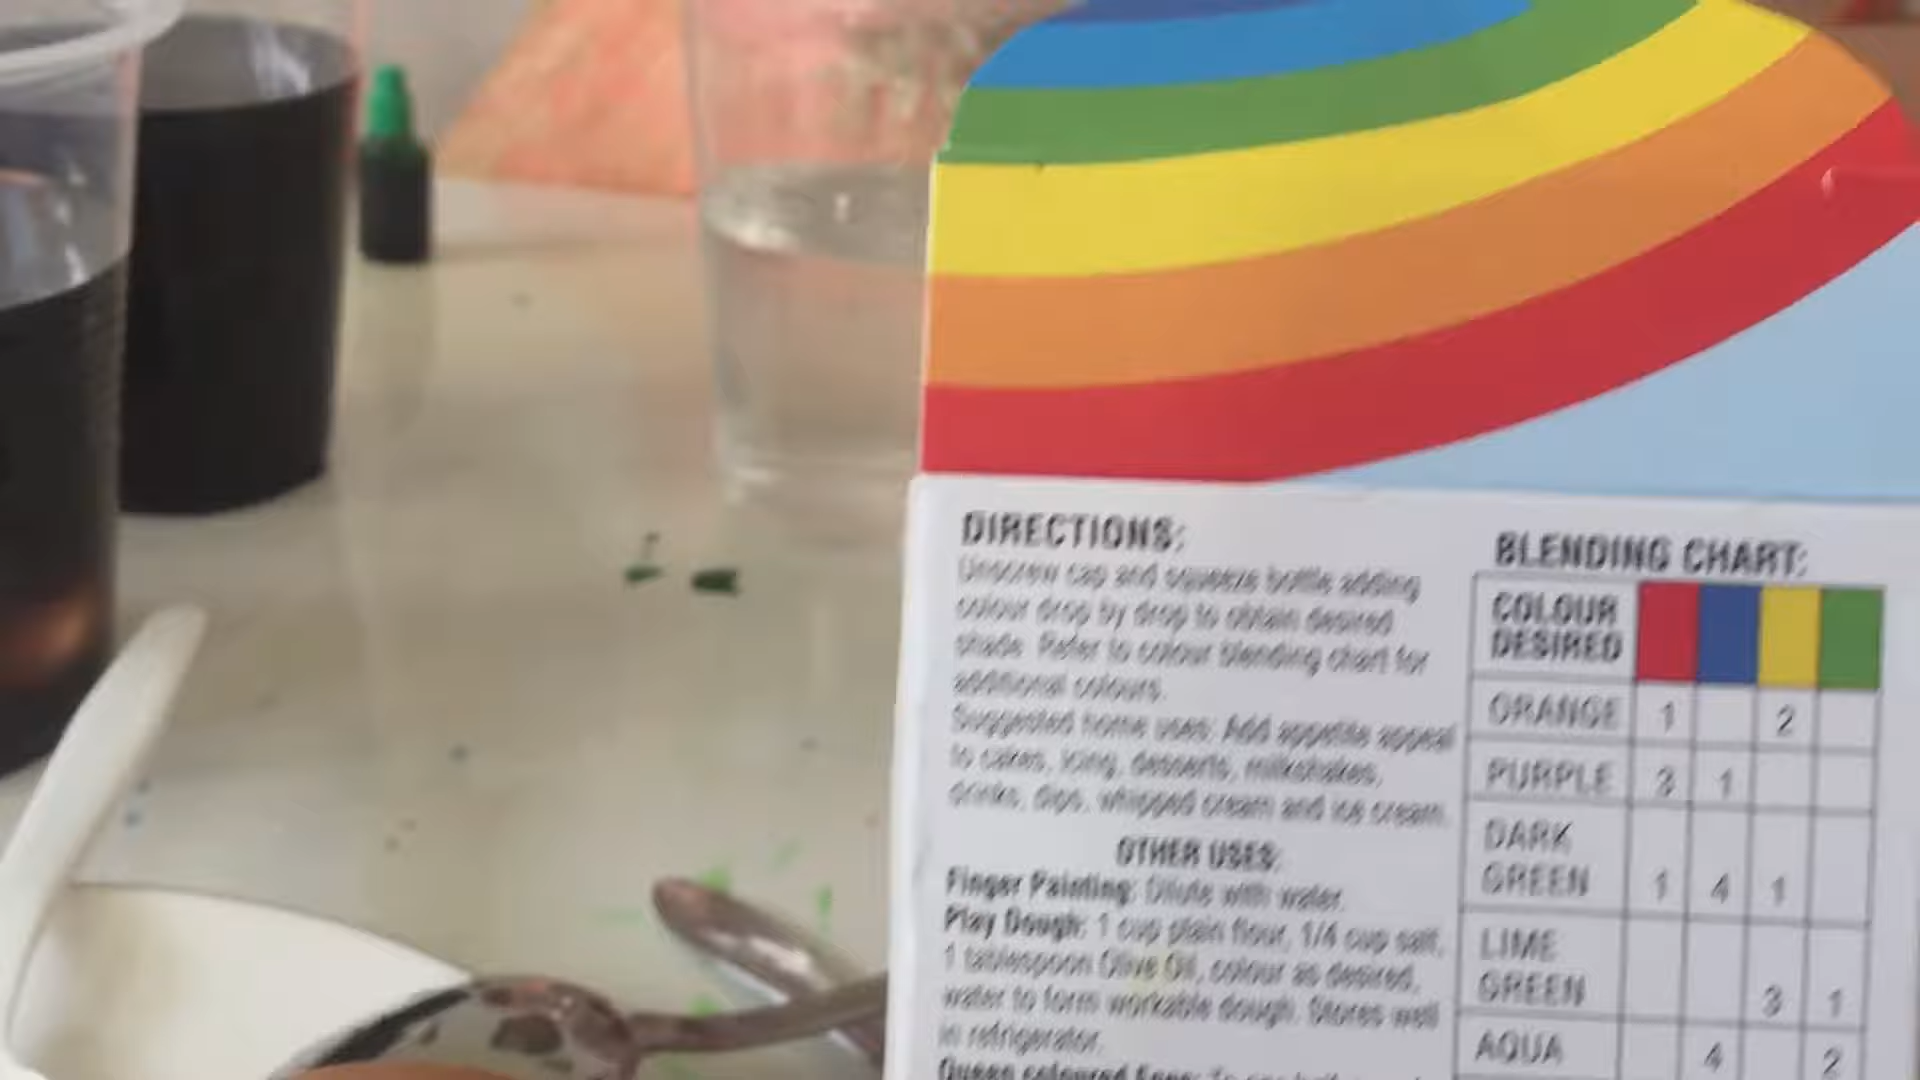 DIRECTIONS:
Unscrew cap and squeeze bottle adding
colour drop by drop to obtain desired
shade. Refer to colour blending chart for
additional colours.
Suggested home uses: Add appetite appeal
to cakes, icing, desserts, milkshakes,
drinks, dips, whipped cream and ice cream.
OTHER USES:
Finger Painting: Dilute with water.
Play Dough: 1 cup plain flour, 1/4 cup salt,
1 tablespoon Olive Oil, colour as desired,
water to form workable dough. Stores well
in refrigerator.
Queen coloured Eggs: To
BLENDING CHART:
COLOUR
DESIRED
ORANGE 1 2
PURPLE 3 1
DARK
GREEN 1 4 1
LIME
GREEN 3 1
AQUA 4 2